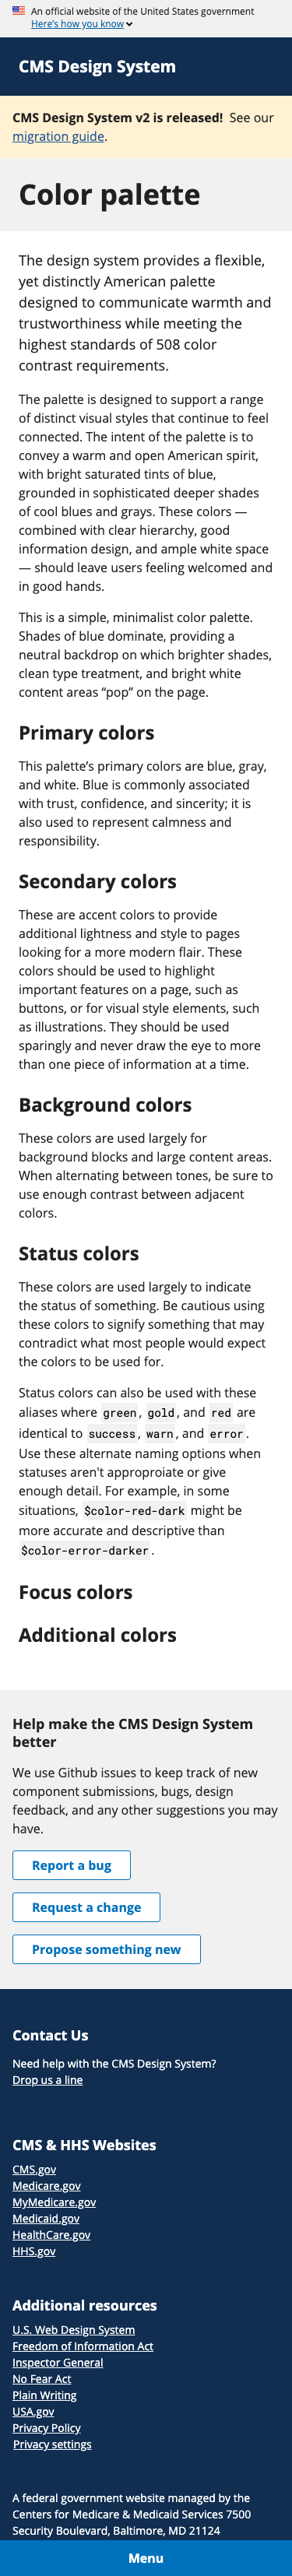 An official website of the United States government
Here's how you know
CMS Design System
CMS Design System v2 is released! See our
migration guide.
Color palette
The design system provides a flexible,
yet distinctly American palette
designed to communicate warmth and
trustworthiness while meeting the
highest standards of 508 color
contrast requirements.
The palette is designed to support a range
of distinct visual styles that continue to feel
connected. The intent of the palette is to
convey a warm and open American spirit,
with bright saturated tints of blue,
grounded in sophisticated deeper shades
of cool blues and grays. These colors —
combined with clear hierarchy, good
information design, and ample white space
— should leave users feeling welcomed and
in good hands.
This is a simple, minimalist color palette.
Shades of blue dominate, providing a
neutral backdrop on which brighter shades,
clean type treatment, and bright white
content areas “pop” on the page.
Primary colors
This palette’s primary colors are blue, gray,
and white. Blue is commonly associated
with trust, confidence, and sincerity; it is
also used to represent calmness and
responsibility.
Secondary colors
These are accent colors to provide
additional lightness and style to pages
looking for a more modern flair. These
colors should be used to highlight
important features on a page, such as
buttons, or for visual style elements, such
as illustrations. They should be used
sparingly and never draw the eye to more
than one piece of information at a time.
Background colors
These colors are used largely for
background blocks and large content areas.
When alternating between tones, be sure to
use enough contrast between adjacent
colors.
Status colors
These colors are used largely to indicate
the status of something. Be cautious using
these colors to signify something that may
contradict what most people would expect
the colors to be used for.
Status colors can also be used with these
aliases where green, gold, and red are
identical to success, warn, and error.
Use these alternate naming options when
statuses aren't approproiate or give
enough detail. For example, in some
situations, $color-red-dark might be
more accurate and descriptive than
$color-error-darker.
Focus colors
Additional colors
Help make the CMS Design System
better
We use Github issues to keep track of new
component submissions, bugs, design
feedback, and any other suggestions you may
have.
Report a bug
Request a change
Propose something new
Contact Us
Need help with the CMS Design System?
Drop us a line
CMS & HHS Websites
CMS.gov
Medicare.gov
MyMedicare.gov
Medicaid.gov
HealthCare.gov
HHS.gov
Additional resources
U.S. Web Design System
Freedom of Information Act
Inspector General
No Fear Act
Plain Writing
USA.gov
Privacy Policy
Privacy settings
A federal government website managed by the
Centers for Medicare & Medicaid Services 7500
Security Boulevard, Baltimore, MD 21124
Menu